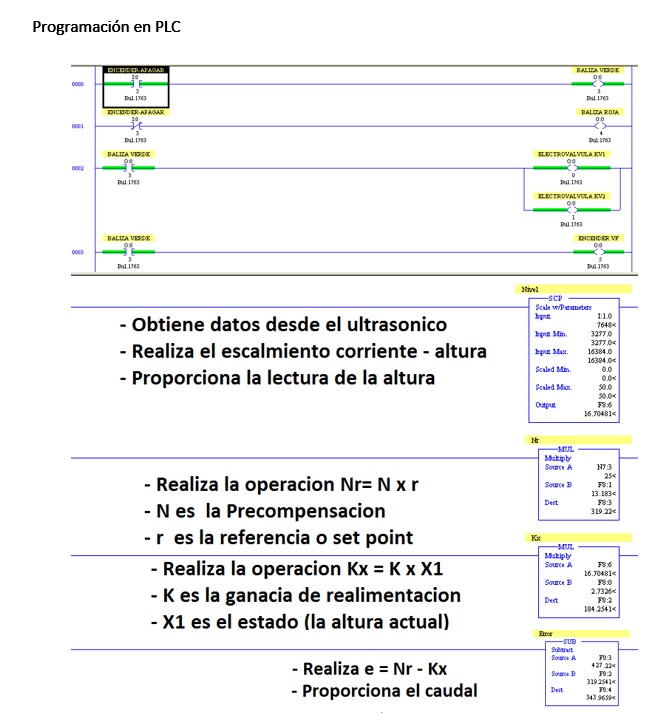 Programación en PLC
ENCENDER-APAGAR
I:0
3
Bul.1763
BALIZA VERDE
O:0
3
Bul.1763
0000
ENCENDER-APAGAR
I:0
3
Bul.1763
BALIZA ROJA
O:0
4
Bul.1763
0001
BALIZA VERDE
O:0
3
Bul.1763
ELECTROVALVULA KV1
O:0
0
Bul.1763
0002
ELECTROVALVULA KV2
O:0
1
Bul.1763
BALIZA VERDE
O:0
3
Bul.1763
ENCENDER VF
O:0
5
Bul.1763
0003
Nivel
SCP
Scale w/Parameters
Input I:1.0
7648<
Input Min. 3277.0
3277.0<
Input Max. 16384.0
16384.0<
Scaled Min. 0.0
0.0<
Scaled Max. 50.0
50.0<
Output F8:6
16.70481<
- Obtiene datos desde el ultrasonico
- Realiza el escalmiento corriente - altura
- Proporciona la lectura de la altura
Nr
MUL
Multiply
Source A N7:3
25<
Source B F8:1
13.183<
Dest F8:3
319.22<
- Realiza la operacion Nr= N x r
- N es la Precompensacion
- r es la referencia o set point
Kx
MUL
Multiply
Source A F8:6
16.70481<
Source B F8:0
2.7326<
Dest F8:2
184.2541<
- Realiza la operacion Kx = K x X1
- K es la ganacia de realimentacion
- X1 es el estado (la altura actual)
Error
SUB
Subtract
Source A F8:3
427.22<
Source B F8:2
319.2541<
Dest F8:4
343.9659<
- Realiza e = Nr - Kx
- Proporciona el caudal